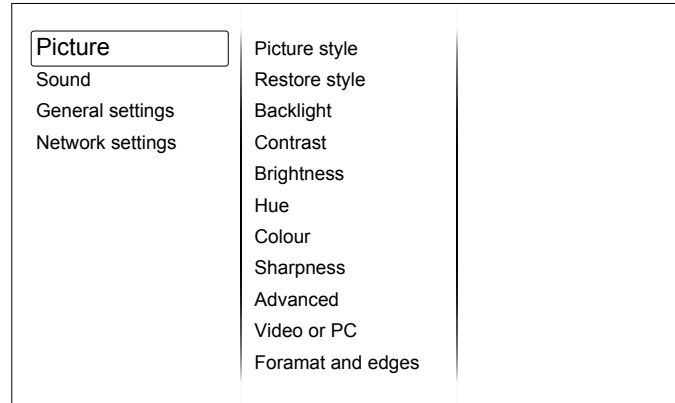 Picture
Sound
General settings
Network settings
Picture style
Restore style
Backlight
Contrast
Brightness
Hue
Colour
Sharpness
Advanced
Video or PC
Foramat and edges